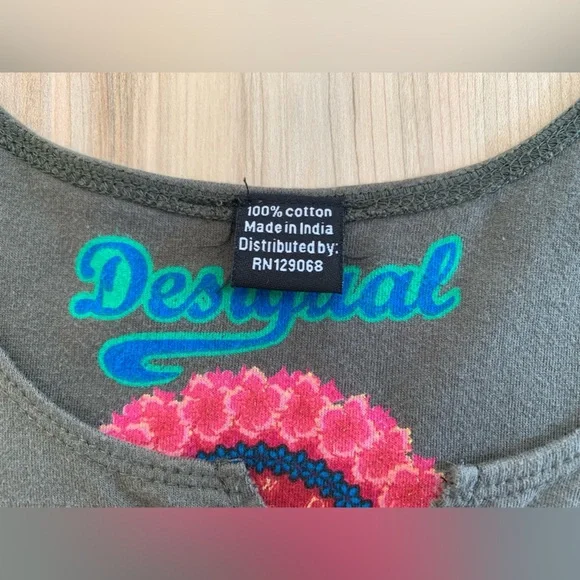 100% cotton
Made in India
Distributed by:
RN129068
Desigual